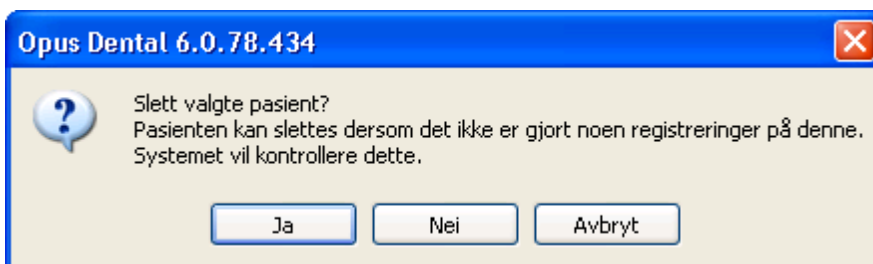 Opus Dental 6.0.78.434
Slett valgte pasient?
Pasienten kan slettes dersom det ikke er gjort noen registreringer på denne.
Systemet vil kontrollere dette.
Ja Nei Avbryt